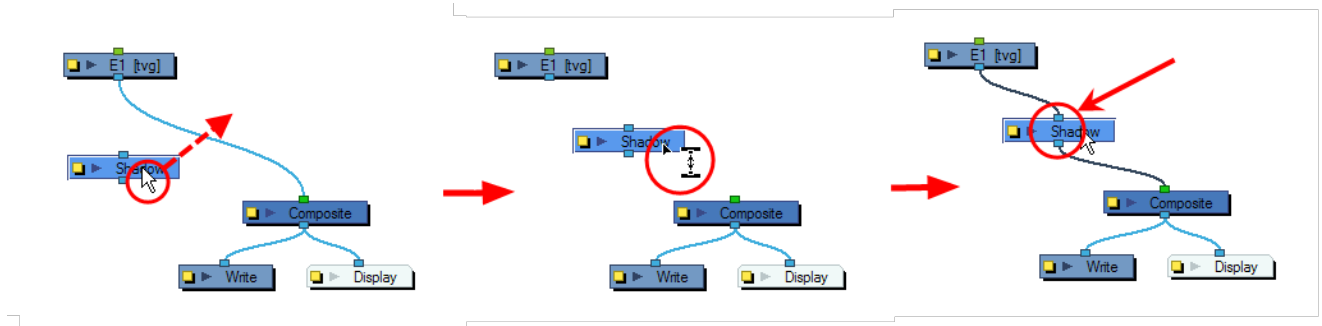 E1 [tvg]
Shadow
Composite
Write
Display
E1 [tvg]
Shadow
Composite
Write
Display
E1 [tvg]
Shadow
Composite
Write
Display